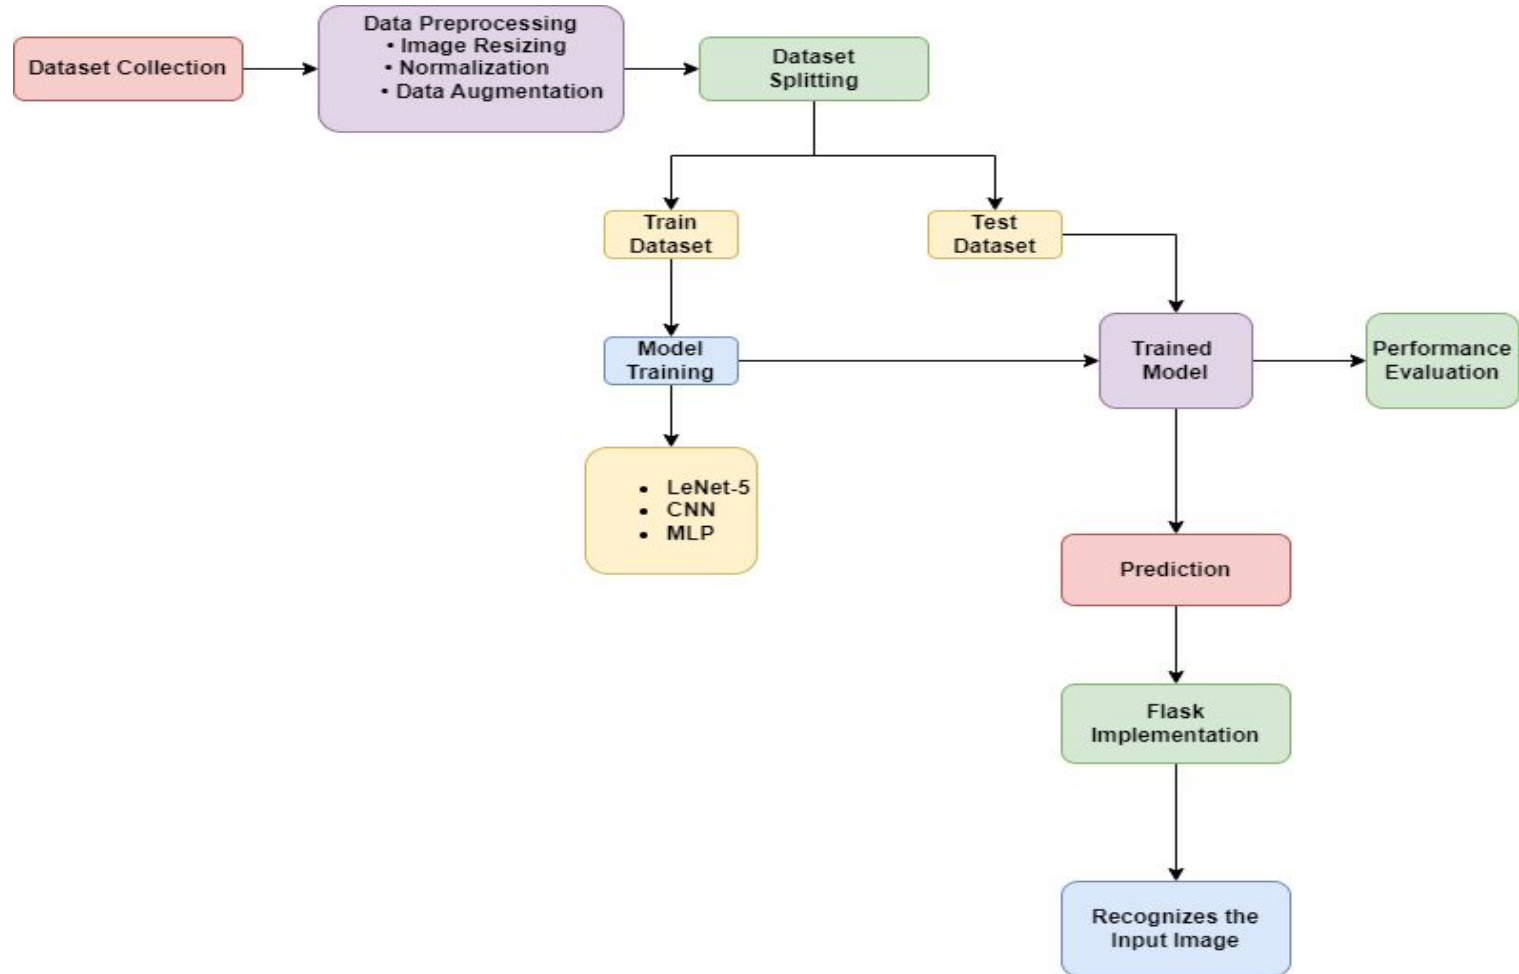 Dataset Collection
Data Preprocessing
• Image Resizing
• Normalization
• Data Augmentation
Dataset
Splitting
Train
Dataset
Test
Dataset
Model
Training
Trained
Model
Performance
Evaluation
• LeNet-5
• CNN
• MLP
Prediction
Flask
Implementation
Recognizes the
Input Image